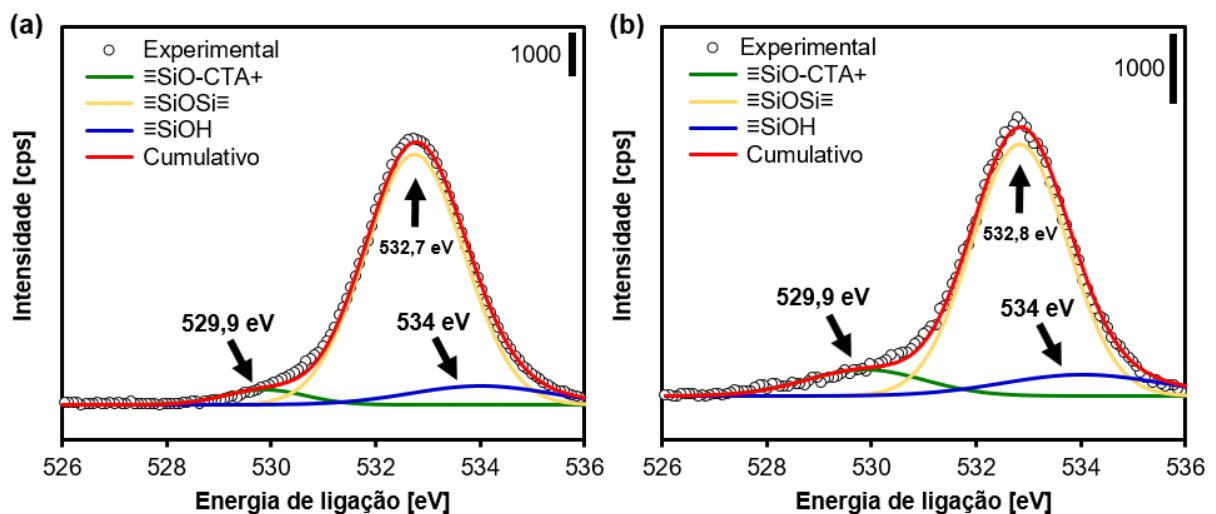 (a)
Experimental
≡SiO-CTA+
≡SiOSi≡
≡SiOH
Cumulativo
1000
532,7 eV
529,9 eV
534 eV
Intensidade [cps]
526 528 530 532 534 536
Energia de ligação [eV]
(b)
Experimental
≡SiO-CTA+
≡SiOSi≡
≡SiOH
Cumulativo
1000
532,8 eV
529,9 eV
534 eV
Intensidade [cps]
526 528 530 532 534 536
Energia de ligação [eV]